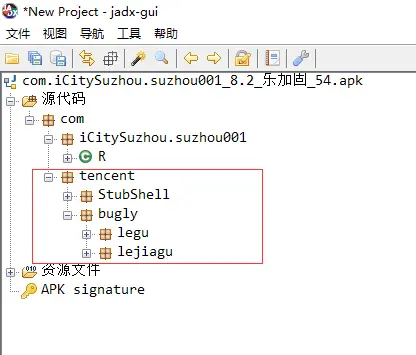 *New Project - jadx-gui
文件 视图 导航 工具 帮助
com.iCitySuzhou.suzhou001_8.2_乐加固_54.apk
源代码
com
iCitySuzhou.suzhou001
R
tencent
StubShell
bugly
legu
lejiagu
资源文件
APK signature